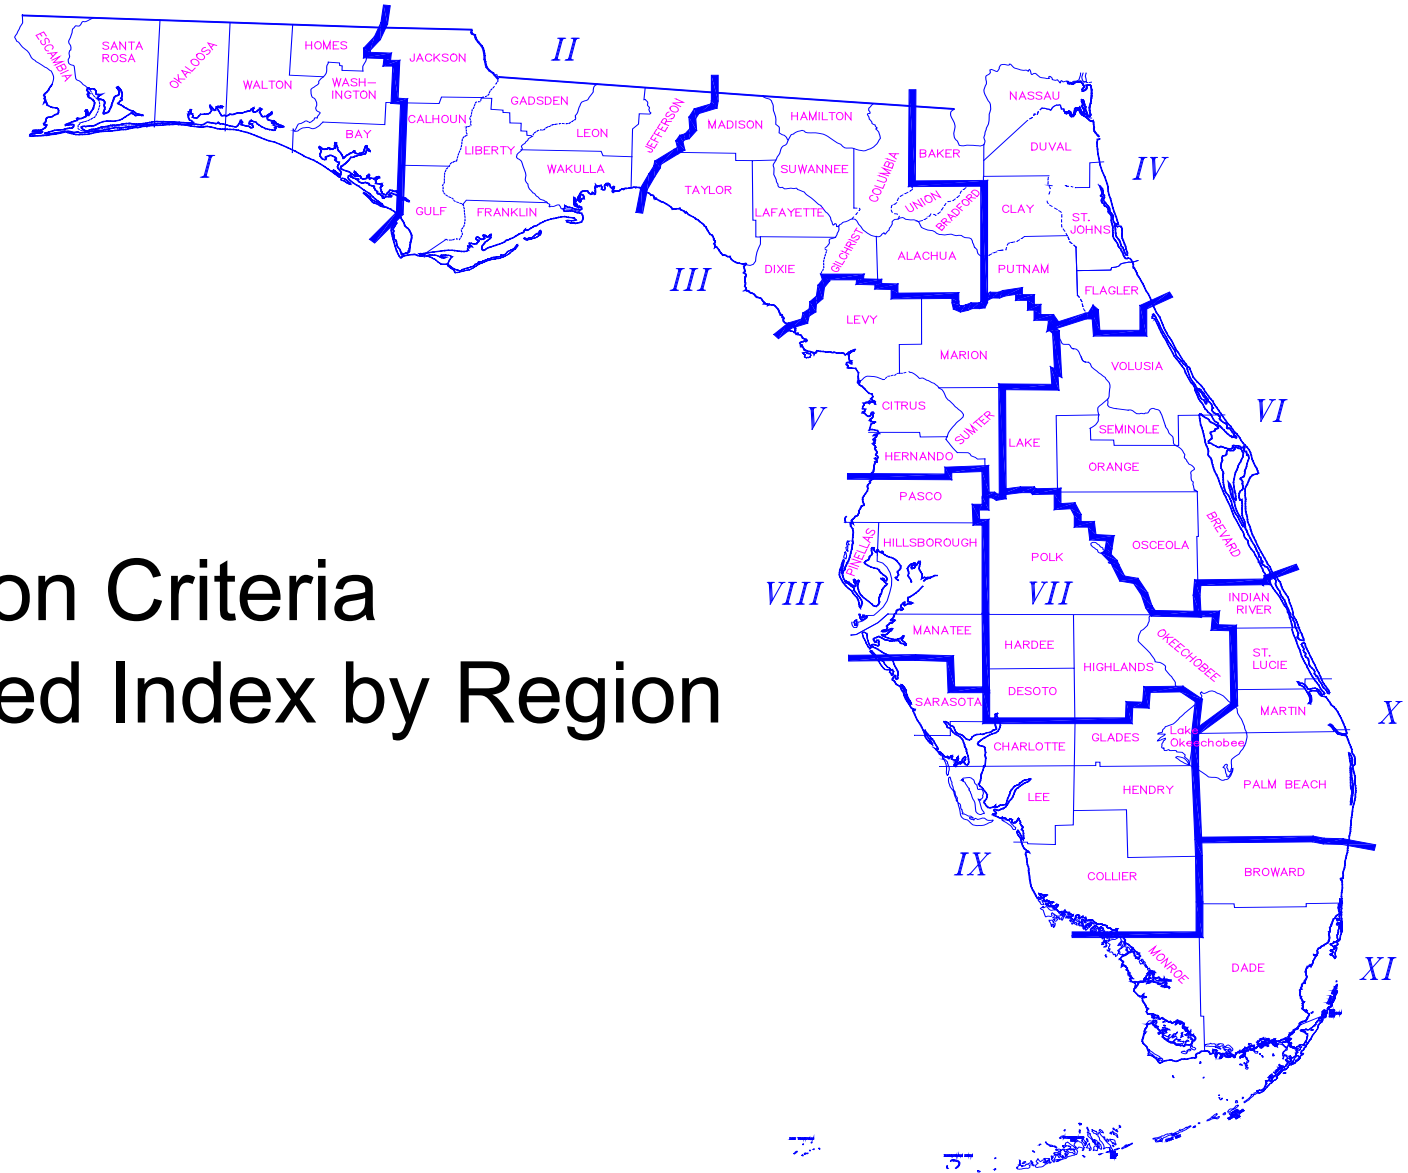 ESCAMBIA
SANTA
ROSA
OKALOOSA
WALTON
HOMES
WASH-
INGTON
BAY
I
JACKSON
II
CALHOUN
GADSDEN
LIBERTY
LEON
JEFFERSON
WAKULLA
GULF
FRANKLIN
MADISON
HAMILTON
TAYLOR
SUWANNEE
COLUMBIA
LAFAYETTE
UNION
BRADFORD
DIXIE
GILCHRIST
ALACHUA
III
NASSAU
BAKER
DUVAL
IV
CLAY
ST.
JOHNS
PUTNAM
FLAGLER
LEVY
MARION
CITRUS
SUMTER
HERNANDO
V
VOLUSIA
VI
LAKE
SEMINOLE
ORANGE
OSCEOLA
BREVARD
PASCO
PINELLAS
HILLSBOROUGH
MANATEE
VIII
POLK
VII
HARDEE
HIGHLANDS
OKEECHOBEE
DESOTO
INDIAN
RIVER
ST.
LUCIE
MARTIN
X
PALM BEACH
SARASOTA
CHARLOTTE
GLADES
Lake
Okeechobee
LEE
HENDRY
IX
COLLIER
BROWARD
MONROE
DADE
XI
on Criteria
ed Index by Region